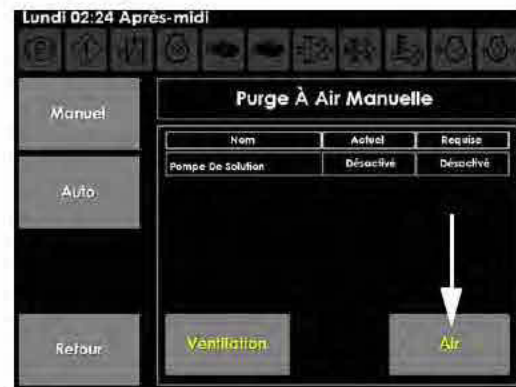 Lundi 02:24 Après-midi
Manuel
Purge À Air Manuelle
Nom Actuel Requise
Pompe De Solution Désactivé Désactivé
Auto
Retour
Ventilation
Air